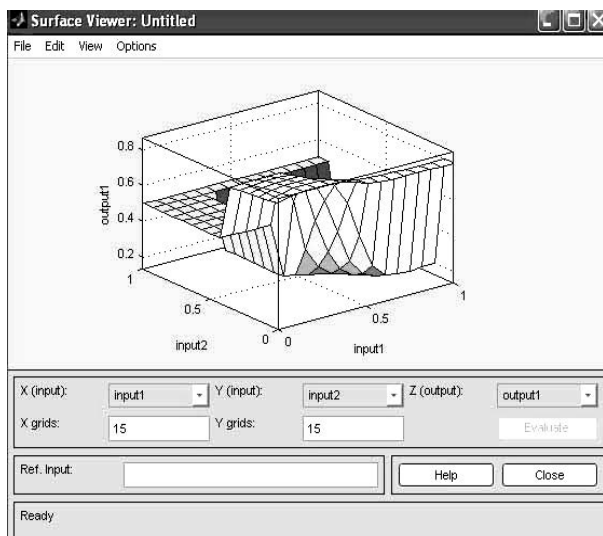 Surface Viewer: Untitled
File Edit View Options
0.8
0.6
0.4
0.2
output1
1
0.5
0
input2
0
0.5
1
input1
X (input): input1 Y (input): input2 Z (output): output1
X grids: 15 Y grids: 15 Evaluate
Ref. Input: Help Close
Ready